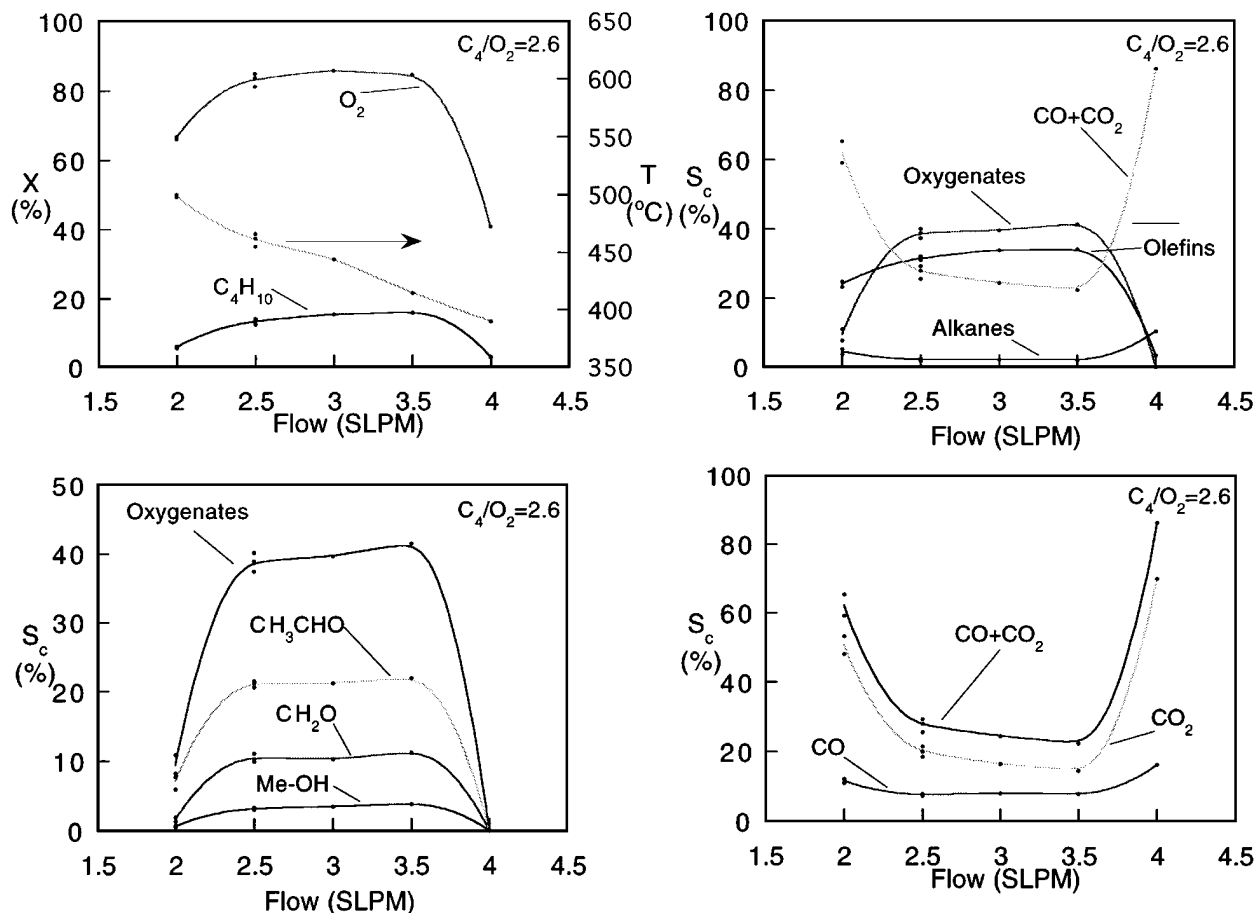 100
80
60
40
20
0
X
(%)
650
600
550
500
450
400
350
T
(°C)
C₄/O₂=2.6
O₂
C₄H₁₀
1.5 2 2.5 3 3.5 4 4.5
Flow (SLPM)
100
80
60
40
20
0
S꜀
(%)
C₄/O₂=2.6
CO+CO₂
Oxygenates
Olefins
Alkanes
1.5 2 2.5 3 3.5 4 4.5
Flow (SLPM)
50
40
30
20
10
0
S꜀
(%)
C₄/O₂=2.6
Oxygenates
CH₃CHO
CH₂O
Me-OH
1.5 2 2.5 3 3.5 4 4.5
Flow (SLPM)
100
80
60
40
20
0
S꜀
(%)
C₄/O₂=2.6
CO+CO₂
CO₂
CO
1.5 2 2.5 3 3.5 4 4.5
Flow (SLPM)